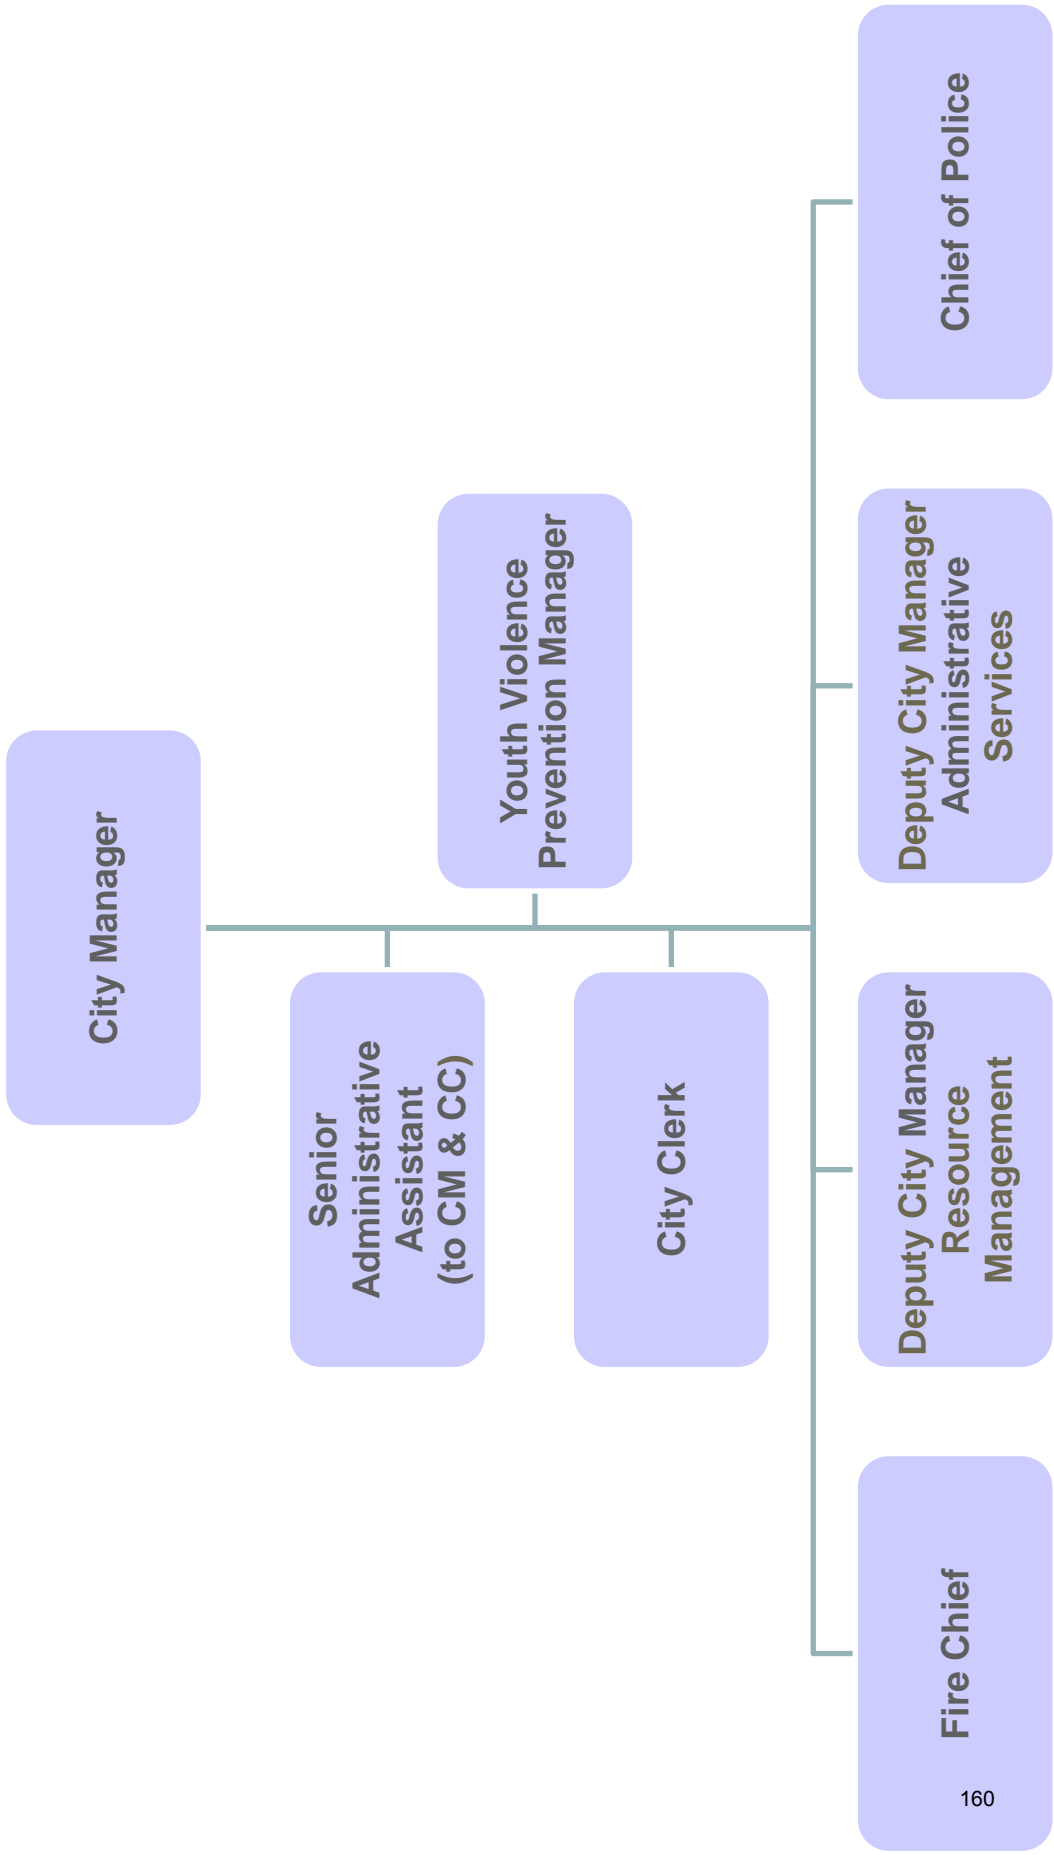 City Manager
Senior
Administrative
Assistant
(to CM & CC)
Youth Violence
Prevention Manager
City Clerk
Fire Chief
Deputy City Manager
Resource
Management
Deputy City Manager
Administrative
Services
Chief of Police
160